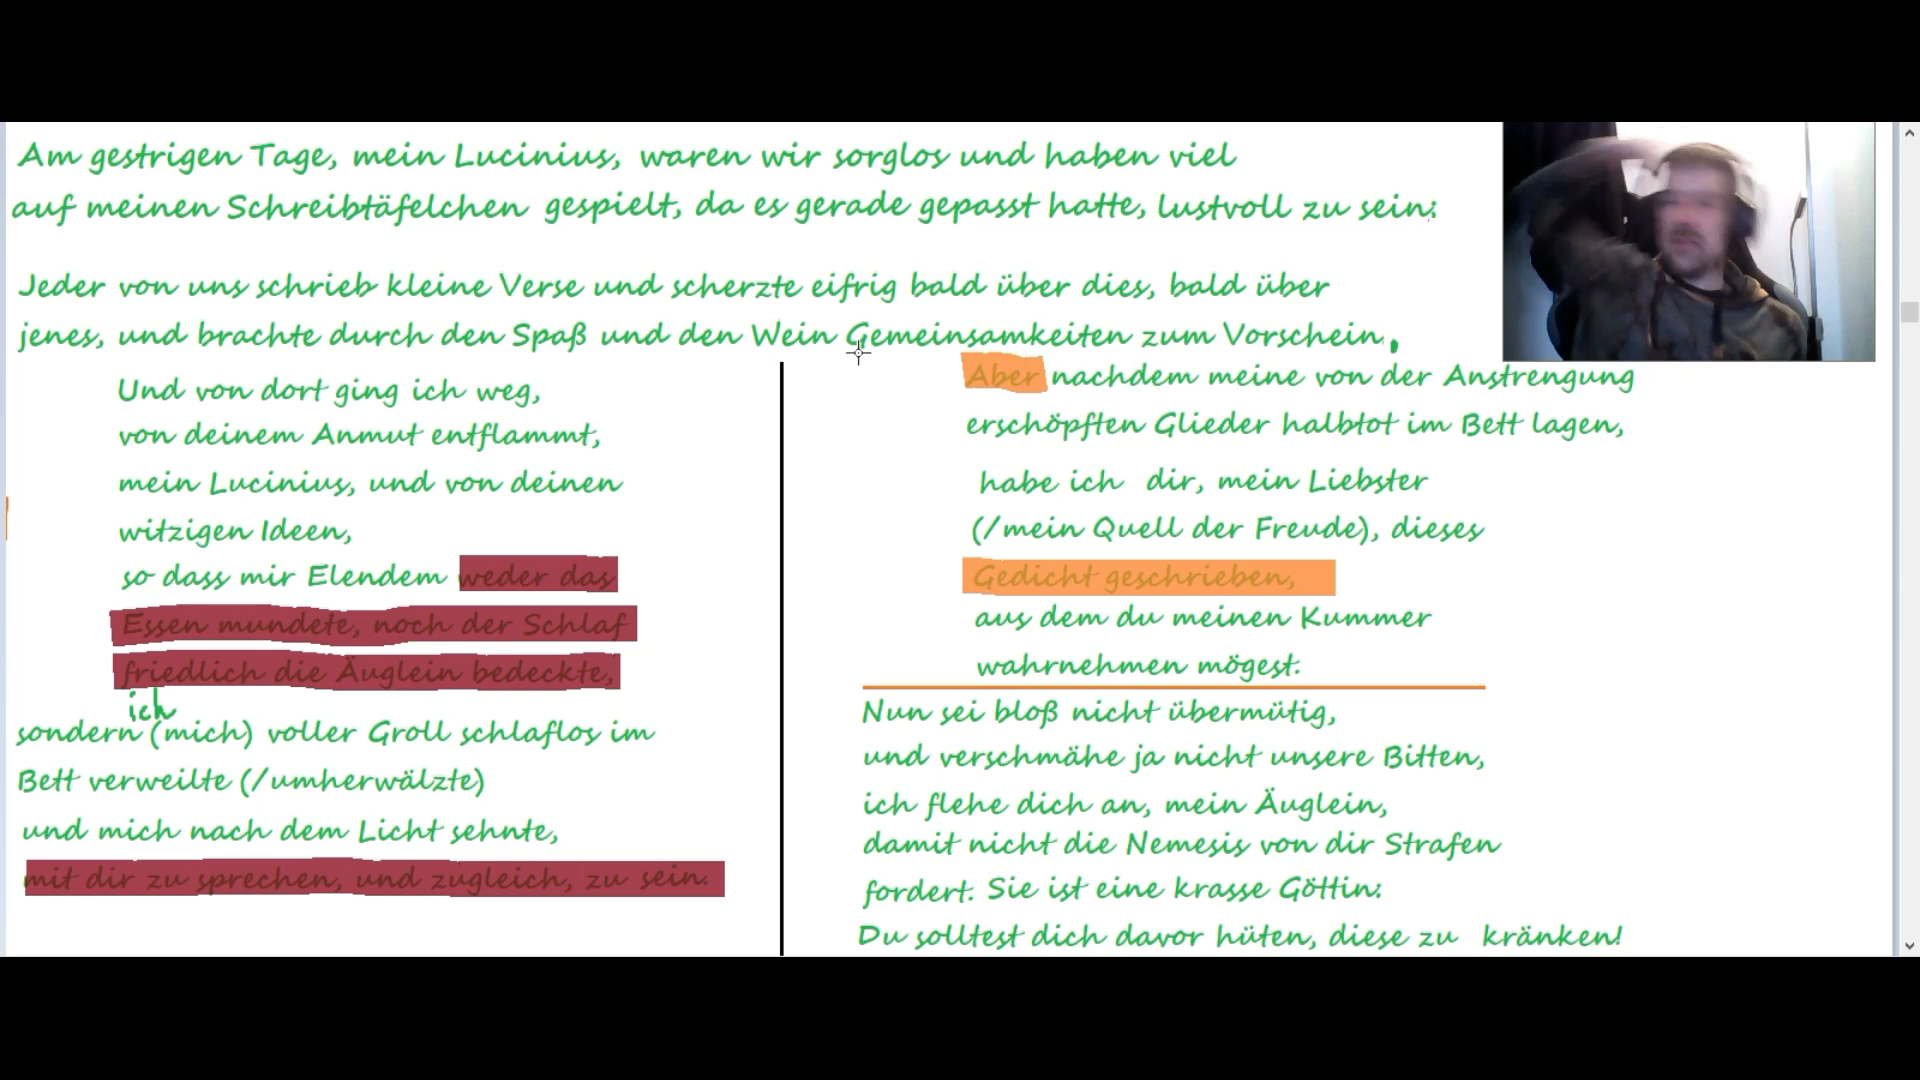 Am gestrigen Tage, mein Lucinius, waren wir sorglos und haben viel
auf meinen Schreibtäfelchen gespielt, da es gerade gepasst hatte, lustvoll zu sein:
Jeder von uns schrieb kleine Verse und scherzte eifrig bald über dies, bald über
jenes, und brachte durch den Spaß und den Wein Gemeinsamkeiten zum Vorschein.
Und von dort ging ich weg,
von deinem Anmut entflammt,
mein Lucinius, und von deinen
witzigen Ideen,
so dass mir Elendem weder das
Essen mundete, noch der Schlaf
friedlich die Äuglein bedeckte,
ich
sondern (mich) voller Groll schlaflos im
Bett verweilte (/umherwälzte)
und mich nach dem Licht sehnte,
mit dir zu sprechen, und zugleich, zu sein.
Aber nachdem meine von der Anstrengung
erschöpften Glieder halbtot im Bett lagen,
habe ich dir, mein Liebster
(/mein Quell der Freude), dieses
Gedicht geschrieben,
aus dem du meinen Kummer
wahrnehmen mögest.
Nun sei bloß nicht übermütig,
und verschmähe ja nicht unsere Bitten,
ich flehe dich an, mein Äuglein,
damit nicht die Nemesis von dir Strafen
fordert. Sie ist eine krasse Göttin:
Du solltest dich davor hüten, diese zu kränken!